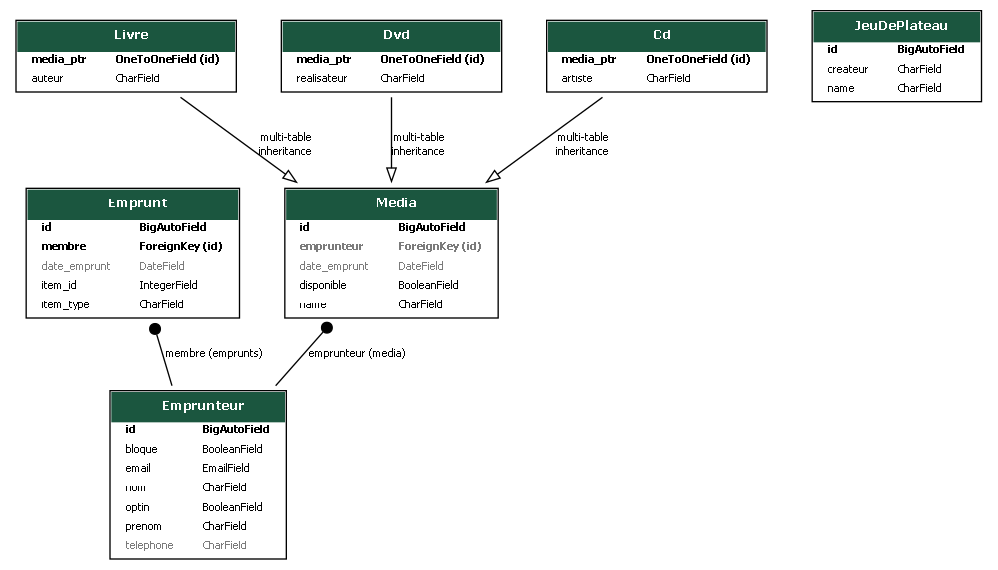 Livre
media_ptr OneToOneField (id)
auteur CharField
Dvd
media_ptr OneToOneField (id)
realisateur CharField
Cd
media_ptr OneToOneField (id)
artiste CharField
JeuDePlateau
id BigAutoField
createur CharField
name CharField
multi-table
inheritance
multi-table
inheritance
multi-table
inheritance
Emprunt
id BigAutoField
membre ForeignKey (id)
date_emprunt DateField
item_id IntegerField
item_type CharField
Media
id BigAutoField
emprunteur ForeignKey (id)
date_emprunt DateField
disponible BooleanField
name CharField
membre (emprunts)
emprunteur (media)
Emprunteur
id BigAutoField
bloque BooleanField
email EmailField
nom CharField
optin BooleanField
prenom CharField
telephone CharField